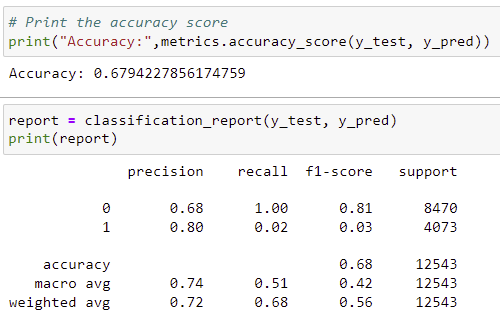 # Print the accuracy score
print("Accuracy:",metrics.accuracy_score(y_test, y_pred))
Accuracy: 0.6794227856174759
report = classification_report(y_test, y_pred)
print(report)
precision recall f1-score support
0 0.68 1.00 0.81 8470
1 0.80 0.02 0.03 4073
accuracy 0.68 12543
macro avg 0.74 0.51 0.42 12543
weighted avg 0.72 0.68 0.56 12543